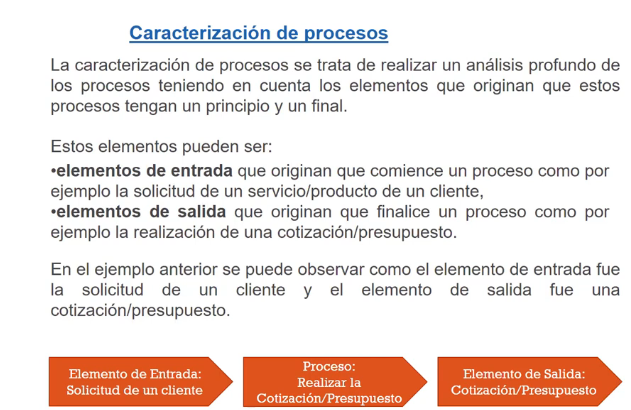 Caracterización de procesos
La caracterización de procesos se trata de realizar un análisis profundo de
los procesos teniendo en cuenta los elementos que originan que estos
procesos tengan un principio y un final.
Estos elementos pueden ser:
•elementos de entrada que originan que comience un proceso como por
ejemplo la solicitud de un servicio/producto de un cliente,
•elementos de salida que originan que finalice un proceso como por
ejemplo la realización de una cotización/presupuesto.
En el ejemplo anterior se puede observar como el elemento de entrada fue
la solicitud de un cliente y el elemento de salida fue una
cotización/presupuesto.
Elemento de Entrada:
Solicitud de un cliente
Proceso:
Realizar la
Cotización/Presupuesto
Elemento de Salida:
Cotización/Presupuesto